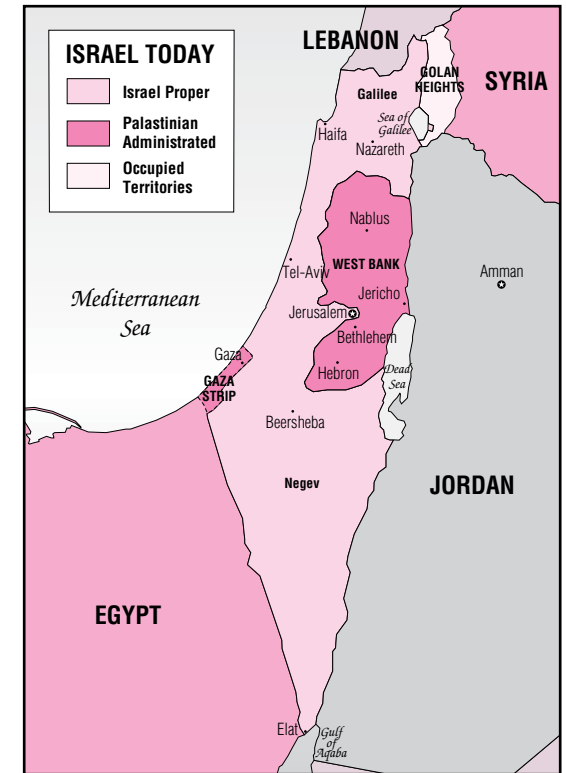 ISRAEL TODAY
Israel Proper
Palastinian
Administrated
Occupied
Territories
LEBANON
GOLAN
HEIGHTS
SYRIA
Galilee
Sea of
Galilee
Haifa
Nazareth
Nablus
WEST BANK
Tel-Aviv
Amman
Jericho
Mediterranean
Sea
Jerusalem
Bethlehem
Gaza
GAZA
STRIP
Hebron
Dead
Sea
Beersheba
Negev
JORDAN
EGYPT
Elat
Gulf
of
Aqaba